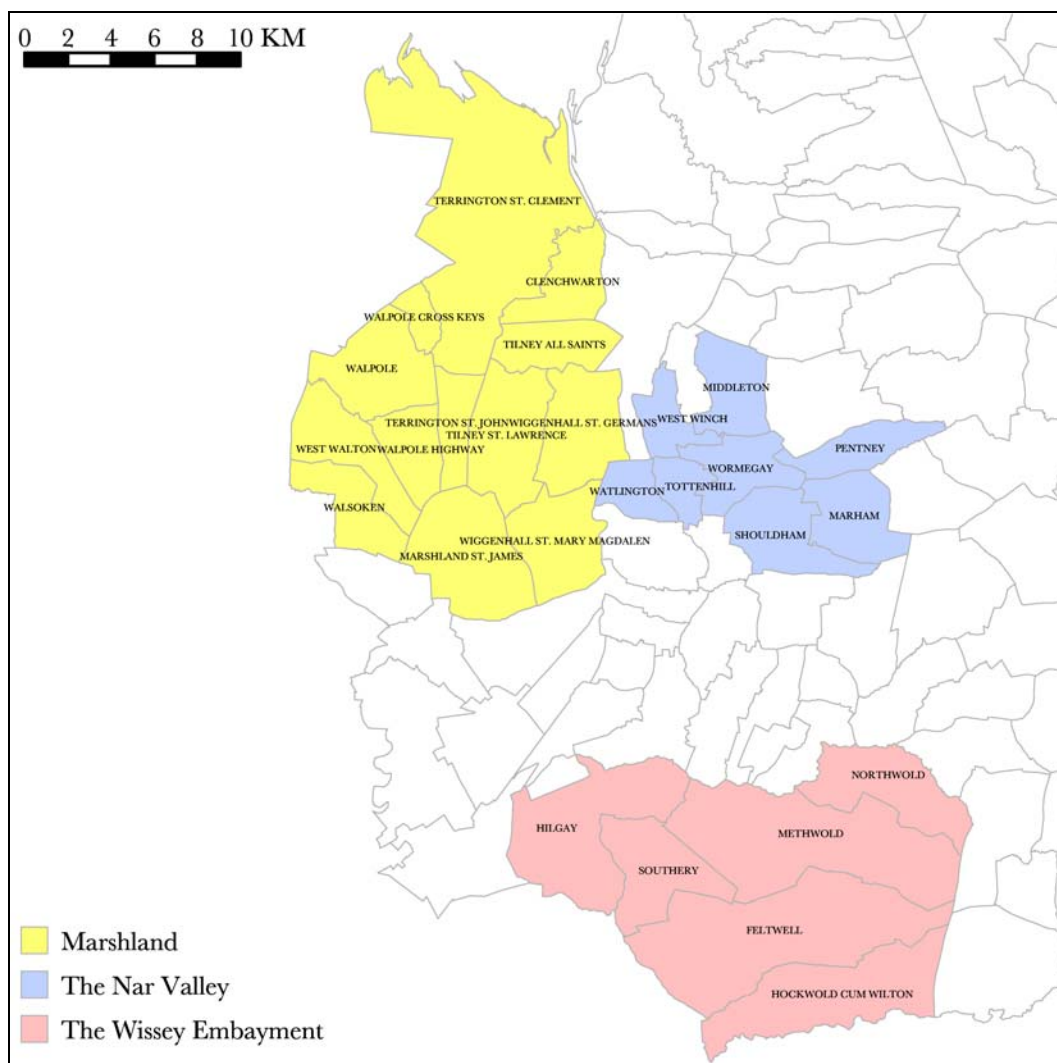 0 2 4 6 8 10 KM
TERRINGTON ST. CLEMENT
CLENCHWARTON
WALPOLE CROSS KEYS
TILNEY ALL SAINTS
WALPOLE
MIDDLETON
WEST WINCH
TERRINGTON ST. JOHN
WIGGENHALL ST. GERMANS
TILNEY ST. LAWRENCE
WEST WALTON
WALPOLE HIGHWAY
PENTNEY
WORMEGAY
WATLINGTON
TOTTENHILL
WALSOKEN
MARHAM
SHOULDHAM
WIGGENHALL ST. MARY MAGDALEN
MARSHLAND ST. JAMES
NORTHWOLD
HILGAY
METHWOLD
SOUTHERY
FELTWELL
HOCKWOLD CUM WILTON
Marshland
The Nar Valley
The Wissey Embayment